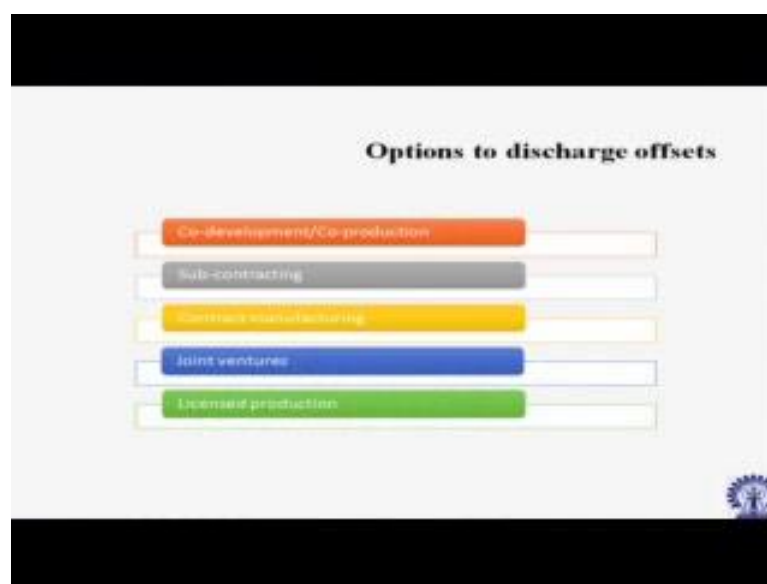 Options to discharge offsets
Co-development/Co-production
Sub-contracting
Contract manufacturing
Joint ventures
Licensed production